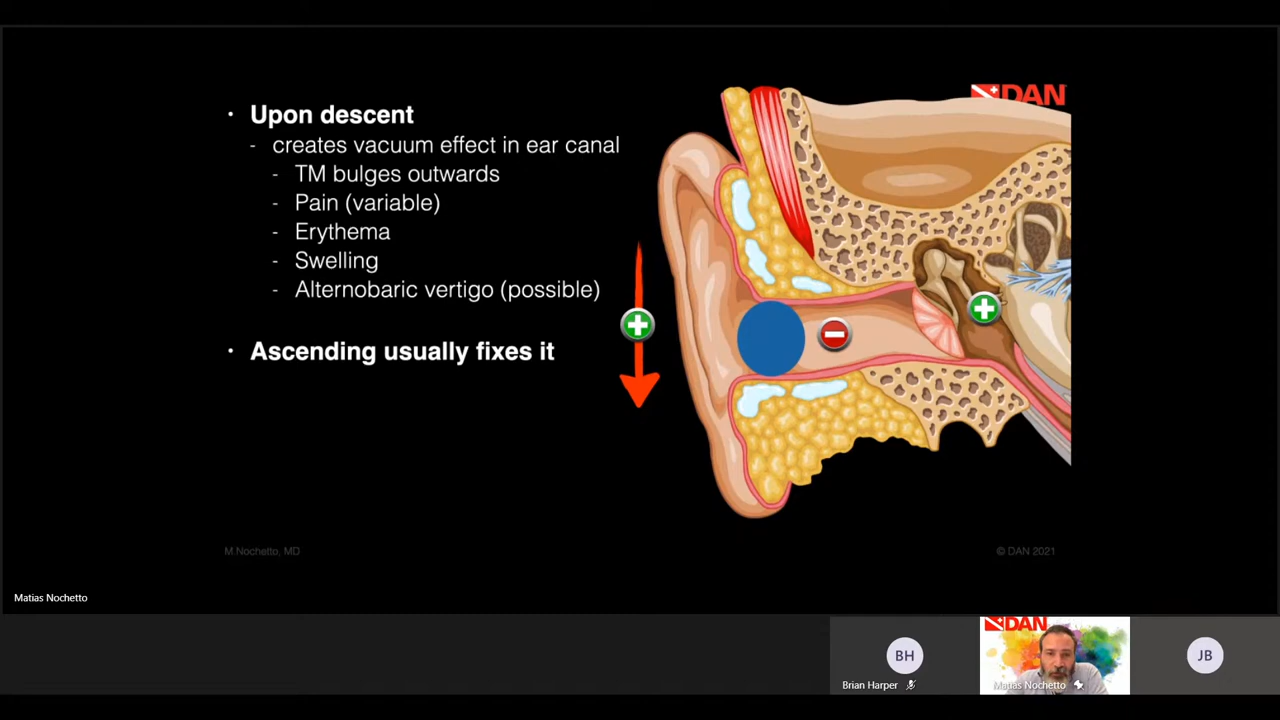 DAN
• Upon descent
- creates vacuum effect in ear canal
- TM bulges outwards
- Pain (variable)
- Erythema
- Swelling
- Alternobaric vertigo (possible)
• Ascending usually fixes it
M Nochetto, MD
© DAN 2021
Matias Nochetto
DAN
BH
JB
Brian Harper
Matias Nochetto